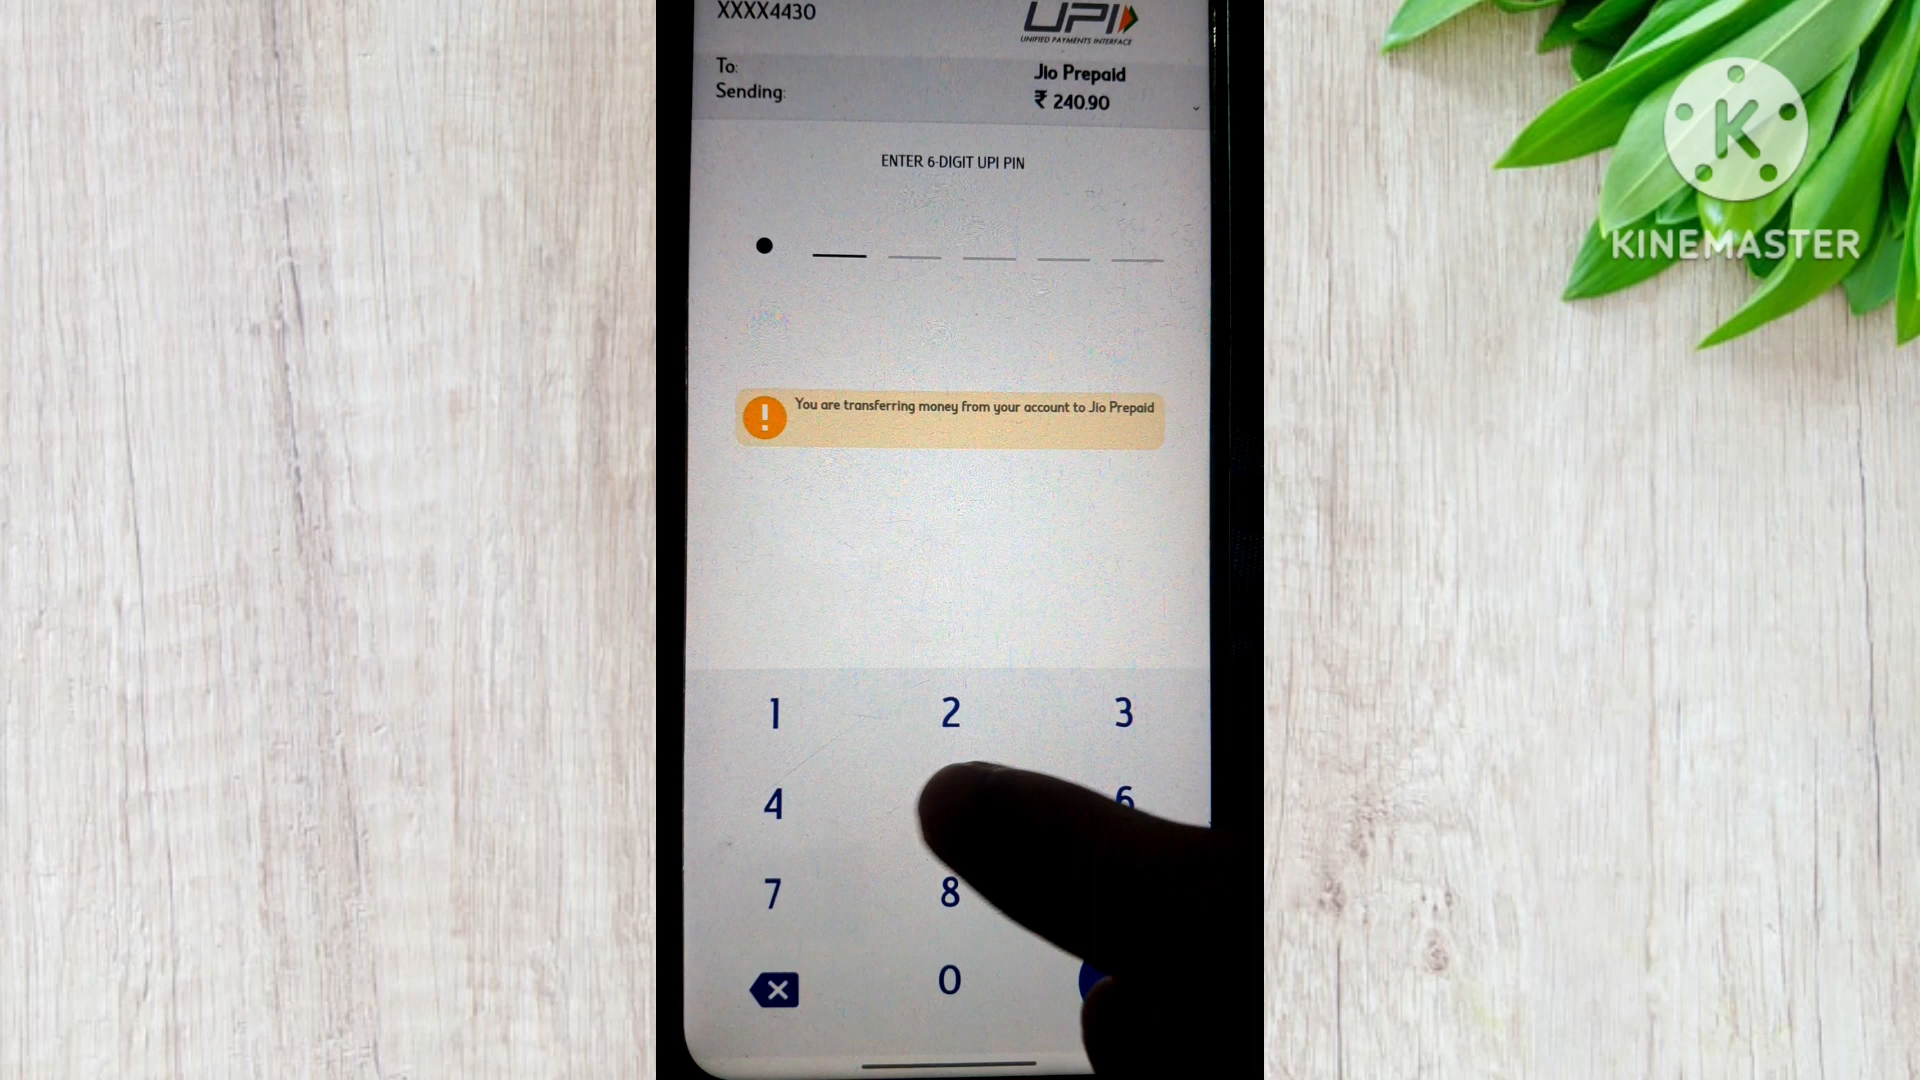 XXXX4430
UPI
UNIFIED PAYMENTS INTERFACE
To:
Jio Prepaid
Sending:
₹ 240.90
ENTER 6-DIGIT UPI PIN
You are transferring money from your account to Jio Prepaid
1 2 3
4 6
7 8
0
K
KINEMASTER